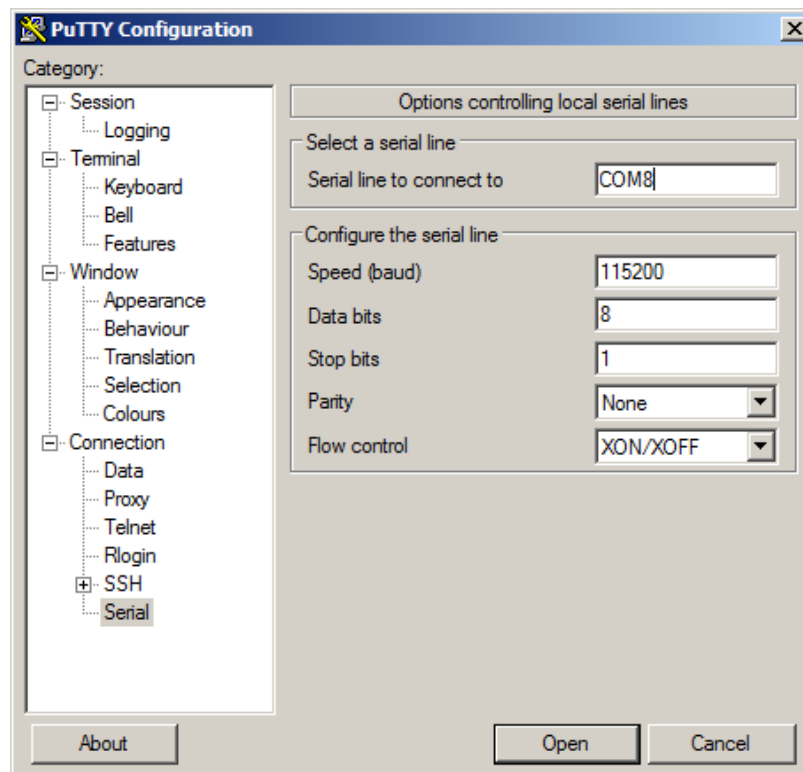 PuTTY Configuration
Category:
Session
Logging
Terminal
Keyboard
Bell
Features
Window
Appearance
Behaviour
Translation
Selection
Colours
Connection
Data
Proxy
Telnet
Rlogin
SSH
Serial
Options controlling local serial lines
Select a serial line
Serial line to connect to COM8
Configure the serial line
Speed (baud) 115200
Data bits 8
Stop bits 1
Parity None
Flow control XON/XOFF
About Open Cancel